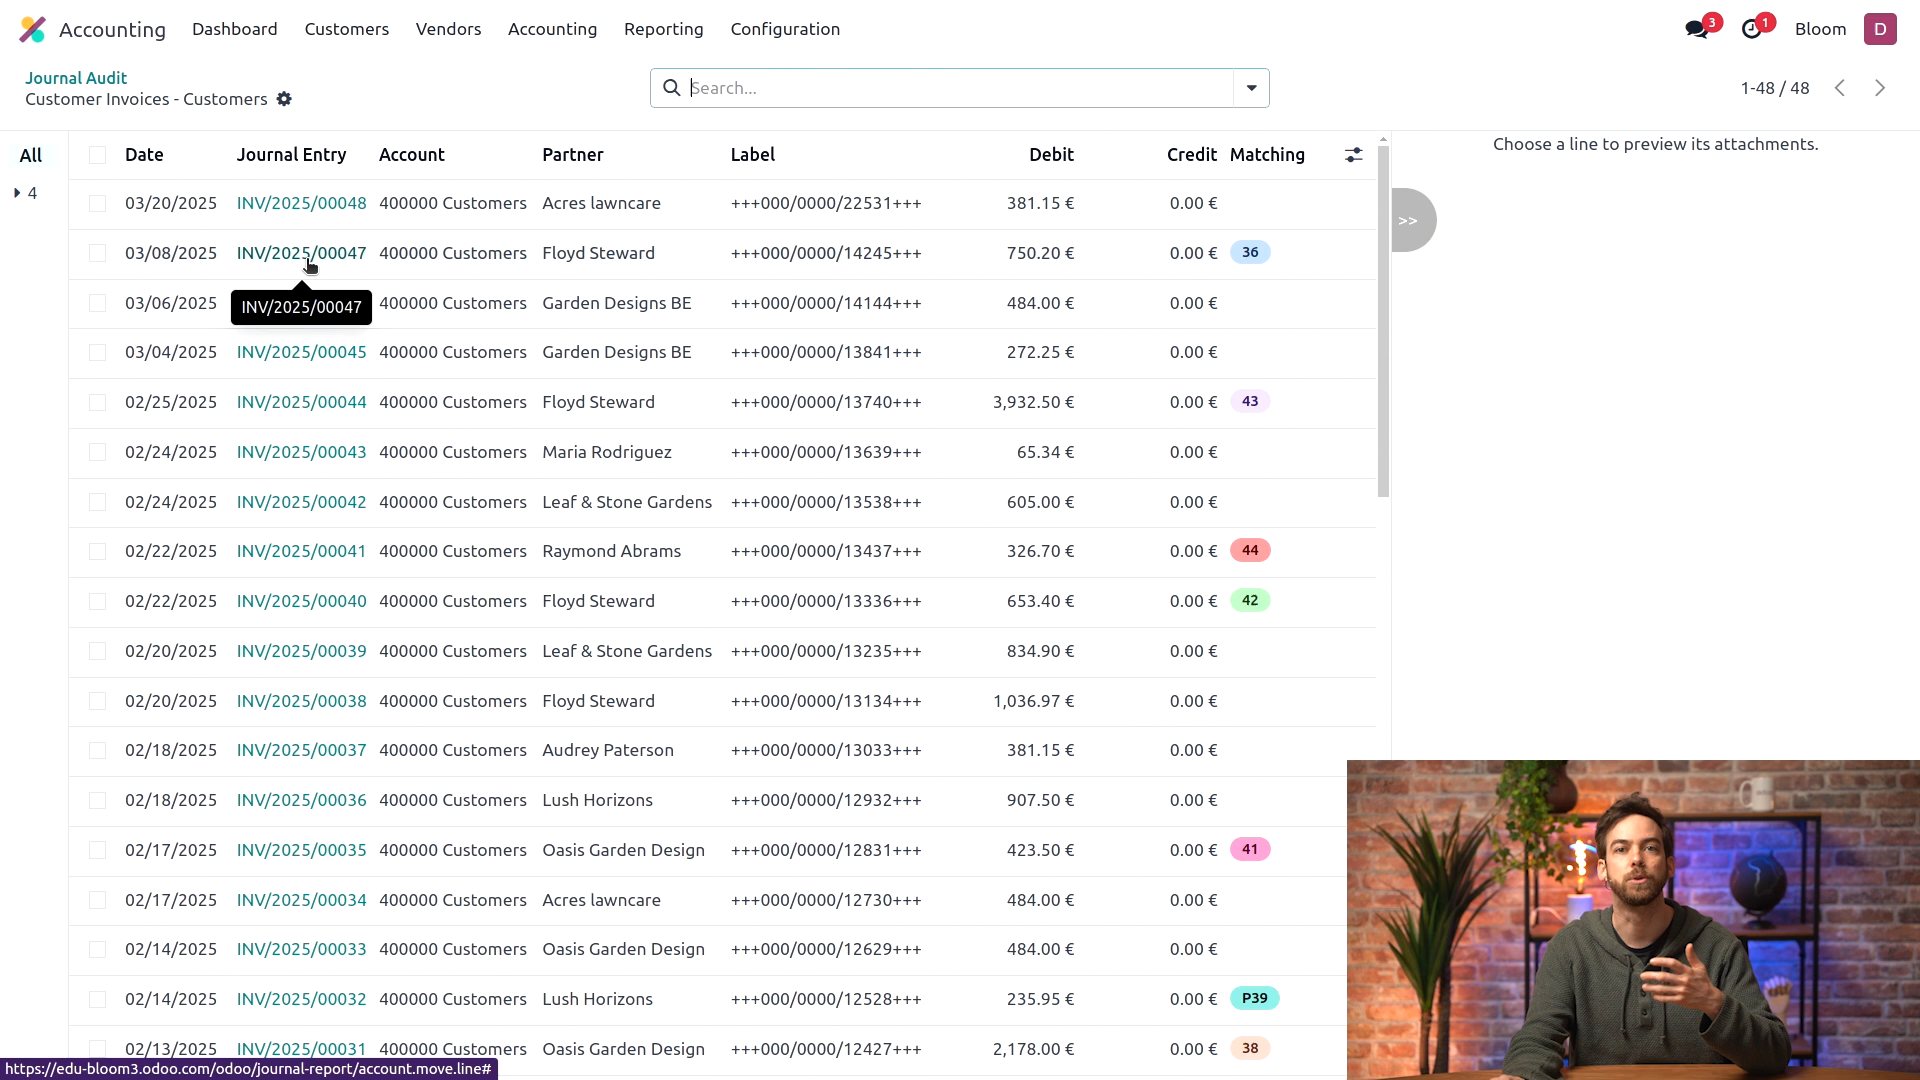 Accounting Dashboard Customers Vendors Accounting Reporting Configuration 3 1 Bloom D
Journal Audit
Customer Invoices - Customers Search... 1-48 / 48
All Date Journal Entry Account Partner Label Debit Credit Matching Choose a line to preview its attachments.
4
03/20/2025 INV/2025/00048 400000 Customers Acres lawncare +++000/0000/22531+++ 381.15 € 0.00 €
>>
03/08/2025 INV/2025/00047 400000 Customers Floyd Steward +++000/0000/14245+++ 750.20 € 0.00 € 36
03/06/2025 INV/2025/00047 400000 Customers Garden Designs BE +++000/0000/14144+++ 484.00 € 0.00 €
03/04/2025 INV/2025/00045 400000 Customers Garden Designs BE +++000/0000/13841+++ 272.25 € 0.00 €
02/25/2025 INV/2025/00044 400000 Customers Floyd Steward +++000/0000/13740+++ 3,932.50 € 0.00 € 43
02/24/2025 INV/2025/00043 400000 Customers Maria Rodriguez +++000/0000/13639+++ 65.34 € 0.00 €
02/24/2025 INV/2025/00042 400000 Customers Leaf & Stone Gardens +++000/0000/13538+++ 605.00 € 0.00 €
02/22/2025 INV/2025/00041 400000 Customers Raymond Abrams +++000/0000/13437+++ 326.70 € 0.00 € 44
02/22/2025 INV/2025/00040 400000 Customers Floyd Steward +++000/0000/13336+++ 653.40 € 0.00 € 42
02/20/2025 INV/2025/00039 400000 Customers Leaf & Stone Gardens +++000/0000/13235+++ 834.90 € 0.00 €
02/20/2025 INV/2025/00038 400000 Customers Floyd Steward +++000/0000/13134+++ 1,036.97 € 0.00 €
02/18/2025 INV/2025/00037 400000 Customers Audrey Paterson +++000/0000/13033+++ 381.15 € 0.00 €
02/18/2025 INV/2025/00036 400000 Customers Lush Horizons +++000/0000/12932+++ 907.50 € 0.00 €
02/17/2025 INV/2025/00035 400000 Customers Oasis Garden Design +++000/0000/12831+++ 423.50 € 0.00 € 41
02/17/2025 INV/2025/00034 400000 Customers Acres lawncare +++000/0000/12730+++ 484.00 € 0.00 €
02/14/2025 INV/2025/00033 400000 Customers Oasis Garden Design +++000/0000/12629+++ 484.00 € 0.00 €
02/14/2025 INV/2025/00032 400000 Customers Lush Horizons +++000/0000/12528+++ 235.95 € 0.00 € P39
02/13/2025 INV/2025/00031 400000 Customers Oasis Garden Design +++000/0000/12427+++ 2,178.00 € 0.00 € 38
https://edu-bloom3.odoo.com/odoo/journal-report/account.move.line#